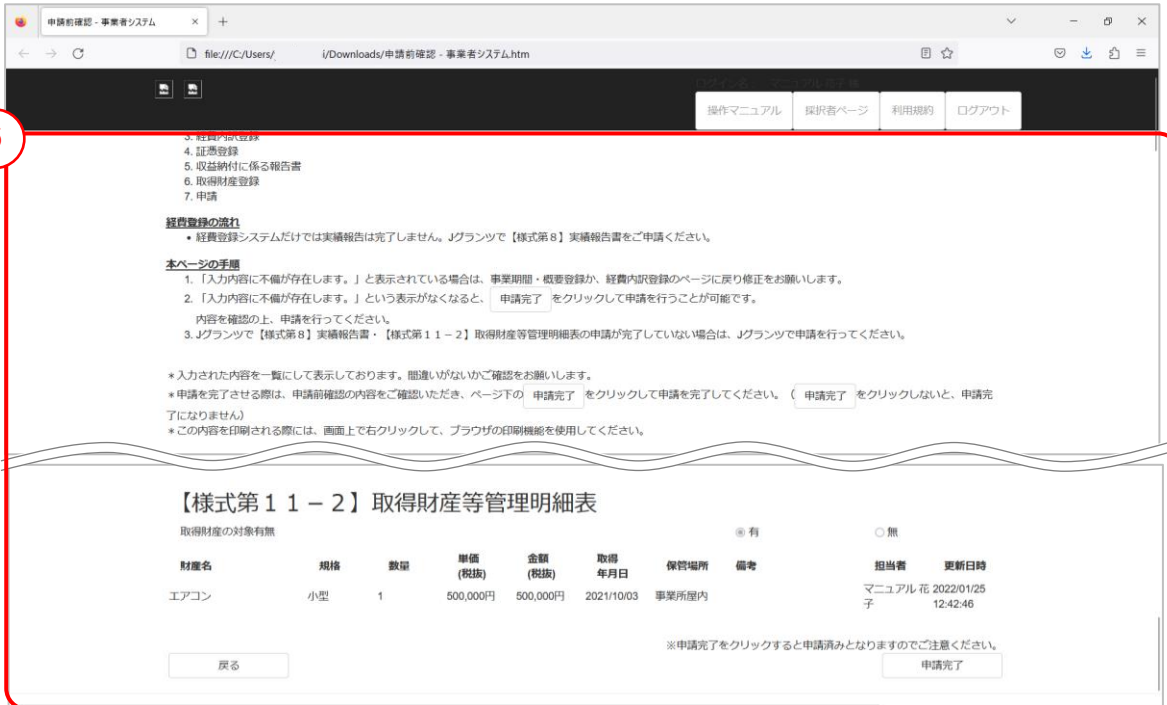 申請前確認 - 事業者システム
file:///C:/Users/ i/Downloads/申請前確認 - 事業者システム.htm
操作マニュアル 採択者ページ 利用規約 ログアウト
3. 経費内訳登録
4. 証憑登録
5. 収益納付に係る報告書
6. 取得財産登録
7. 申請
経費登録の流れ
• 経費登録システムだけでは実績報告は完了しません。Jグランツで【様式第８】実績報告書をご申請ください。
本ページの手順
1. 「入力内容に不備が存在します。」と表示されている場合は、事業期間・概要登録か、経費内訳登録のページに戻り修正をお願いします。
2. 「入力内容に不備が存在します。」という表示がなくなると、 申請完了 をクリックして申請を行うことが可能です。
内容を確認の上、申請を行ってください。
3. Jグランツで【様式第８】実績報告書・【様式第１１－２】取得財産等管理明細表の申請が完了していない場合は、Jグランツで申請を行ってください。
＊入力された内容を一覧にして表示しております。間違いがないかご確認をお願いします。
＊申請を完了させる際は、申請前確認の内容をご確認いただき、ページ下の 申請完了 をクリックして申請を完了してください。（ 申請完了 をクリックしないと、申請完
了になりません）
＊この内容を印刷される際には、画面上で右クリックして、ブラウザの印刷機能を使用してください。
【様式第１１－２】取得財産等管理明細表
取得財産の対象有無 有 無
財産名 規格 数量 単価(税抜) 金額(税抜) 取得年月日 保管場所 備考 担当者 更新日時
エアコン 小型 1 500,000円 500,000円 2021/10/03 事業所屋内 マニュアル 花子 2022/01/25 12:42:46
※申請完了をクリックすると申請済みとなりますのでご注意ください。
戻る 申請完了